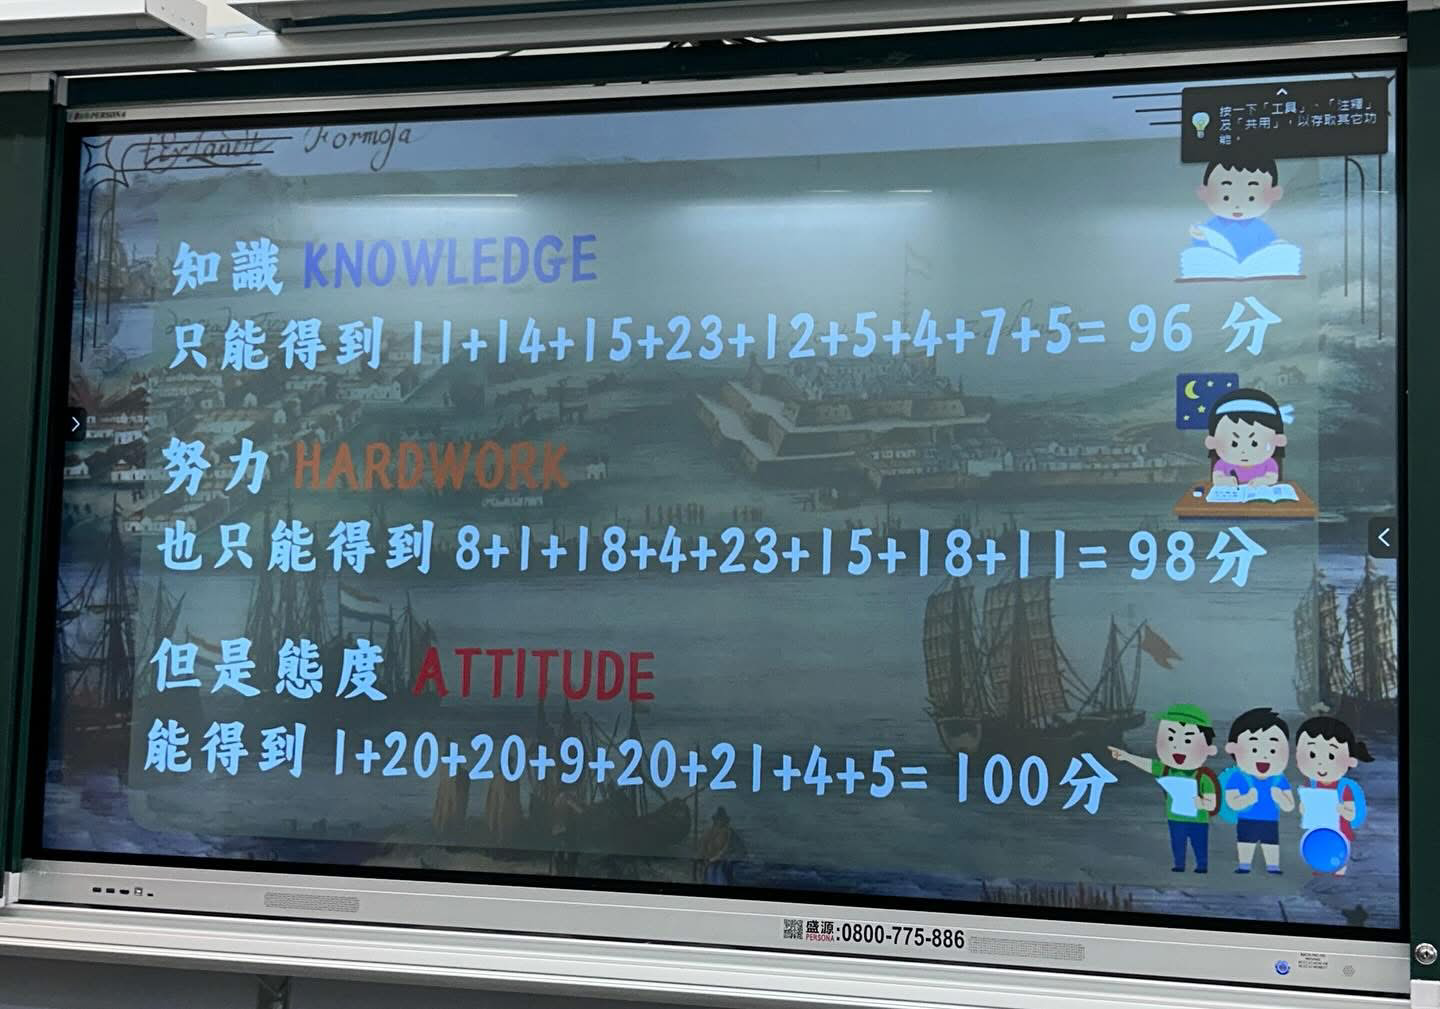 PERSONA
Formosa
按一下「工具」、「注釋」
及「共用」，以存取其它功
能。
知識 KNOWLEDGE
只能得到 11+14+15+23+12+5+4+7+5= 96 分
努力 HARDWORK
也只能得到 8+1+18+4+23+15+18+11= 98分
但是態度 ATTITUDE
能得到 1+20+20+9+20+21+4+5= 100分
盛源 PERSONA :0800-775-886